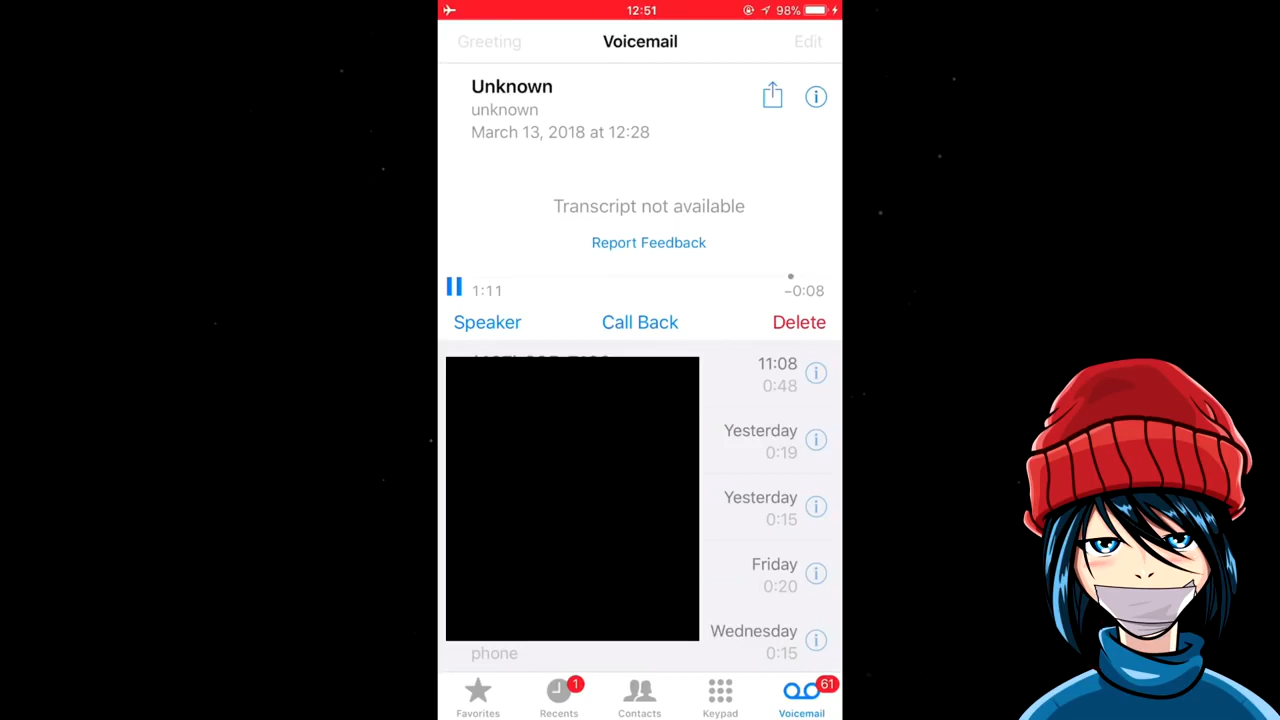 12:51
98%
Greeting
Voicemail
Edit
Unknown
unknown
March 13, 2018 at 12:28
Transcript not available
Report Feedback
1:11
−0:08
Speaker
Call Back
Delete
11:08
0:48
Yesterday
0:19
Yesterday
0:15
Friday
0:20
Wednesday
phone
0:15
1
61
Favorites
Recents
Contacts
Keypad
Voicemail